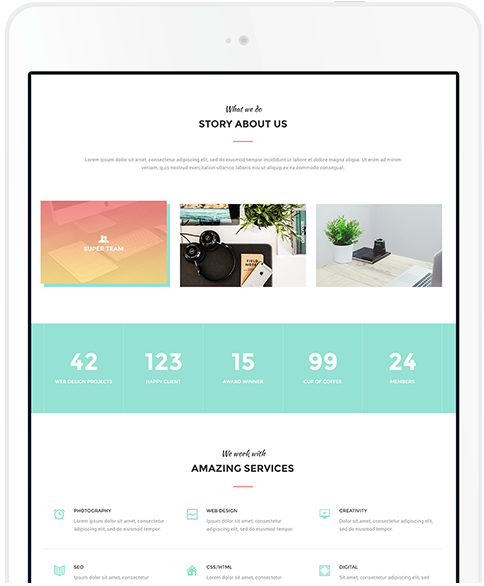 What we do
STORY ABOUT US
Lorem ipsum dolor sit amet, consectetur adipiscing elit, sed do eiusmod tempor incididunt ut labore et dolore magna aliqua. Ut enim ad minim
veniam, quis nostrud exercitation ullamco laboris nisi ut aliquip ex ea commodo consequat.
SUPER TEAM
FIELD NOTES
42 123 15 99 24
WEB DESIGN PROJECTS HAPPY CLIENT AWARD WINNER CUP OF COFFEE MEMBERS
We work with
AMAZING SERVICES
PHOTOGRAPHY
Lorem ipsum dolor sit amet, consectetur
adipiscing elit, sed do eiusmod tempor.
WEB DESIGN
Lorem ipsum dolor sit amet, consectetur
adipiscing elit, sed do eiusmod tempor.
CREATIVITY
Lorem ipsum dolor sit amet, consectetur
adipiscing elit, sed do eiusmod tempor.
SEO
Dolor sit amet, consectetur
CSS/HTML
Dolor sit amet, consectetur
DIGITAL
Dolor sit amet, consectetur